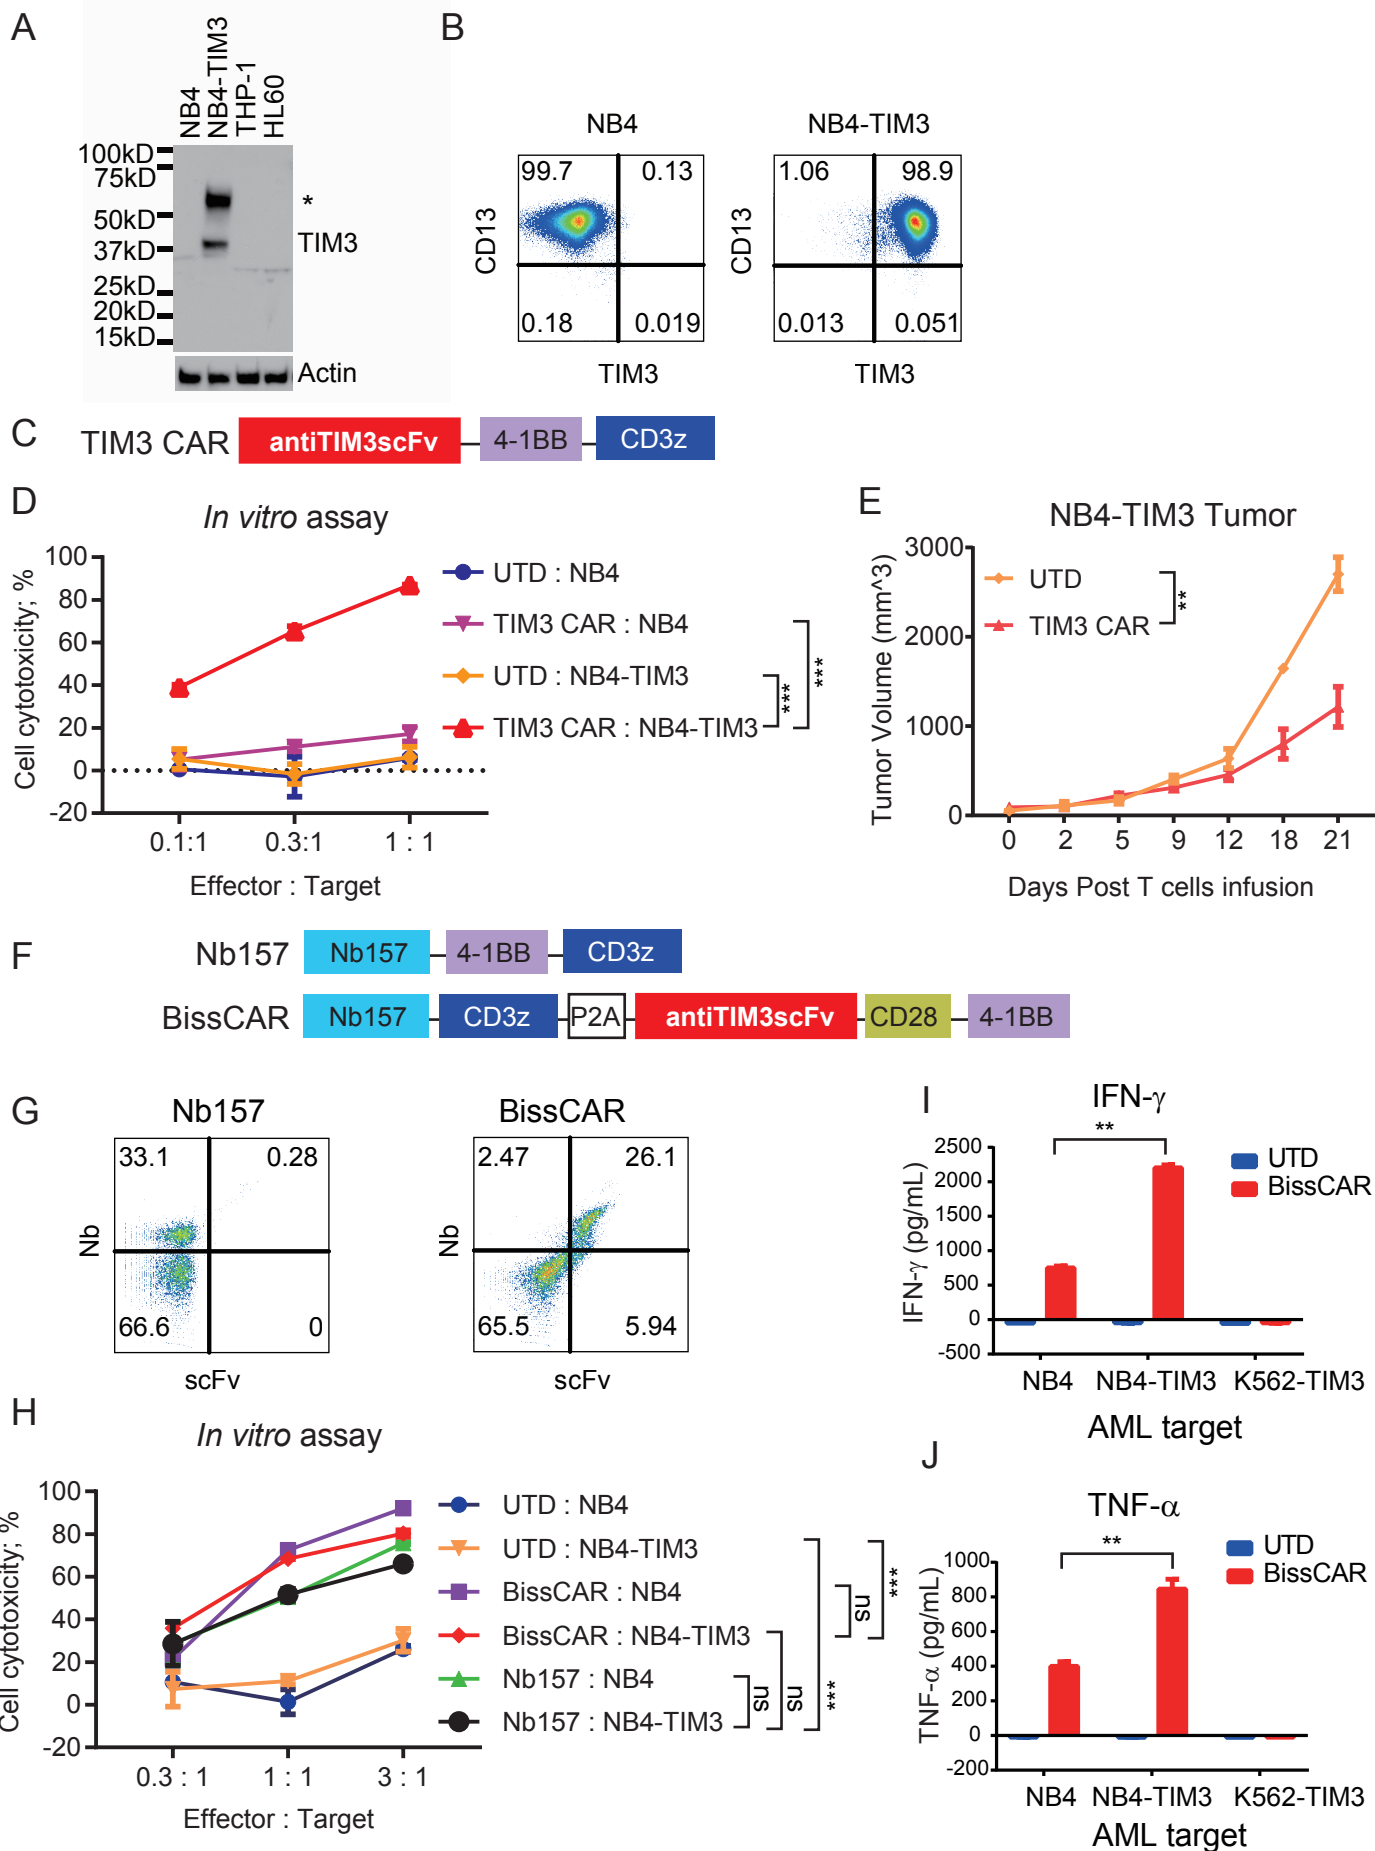 A
NB4
NB4-TIM3
THP-1
HL60
100kD
75kD
50kD
37kD
25kD
20kD
15kD
*
TIM3
Actin
B
NB4
99.7
0.13
0.18
0.019
CD13
TIM3
NB4-TIM3
1.06
98.9
0.013
0.051
CD13
TIM3
C
TIM3 CAR
antiTIM3scFv
4-1BB
CD3z
D
In vitro assay
Cell cytotoxicity; %
100
80
60
40
20
0
-20
0.1:1
0.3:1
1 : 1
Effector : Target
UTD : NB4
TIM3 CAR : NB4
UTD : NB4-TIM3
TIM3 CAR : NB4-TIM3
***
***
E
NB4-TIM3 Tumor
Tumor Volume (mm^3)
3000
2000
1000
0
0
2
5
9
12
18
21
Days Post T cells infusion
UTD
TIM3 CAR
**
F
Nb157
Nb157
4-1BB
CD3z
BissCAR
Nb157
CD3z
P2A
antiTIM3scFv
CD28
4-1BB
G
Nb157
33.1
0.28
66.6
0
Nb
scFv
BissCAR
2.47
26.1
65.5
5.94
Nb
scFv
H
In vitro assay
Cell cytotoxicity; %
100
80
60
40
20
0
-20
0.3 : 1
1 : 1
3 : 1
Effector : Target
UTD : NB4
UTD : NB4-TIM3
BissCAR : NB4
BissCAR : NB4-TIM3
Nb157 : NB4
Nb157 : NB4-TIM3
ns
ns
***
ns
***
I
IFN-γ
IFN-γ (pg/mL)
2500
2000
1500
1000
500
0
-500
**
UTD
BissCAR
NB4
NB4-TIM3
K562-TIM3
AML target
J
TNF-α
TNF-α (pg/mL)
1000
800
600
400
200
0
-200
**
UTD
BissCAR
NB4
NB4-TIM3
K562-TIM3
AML target